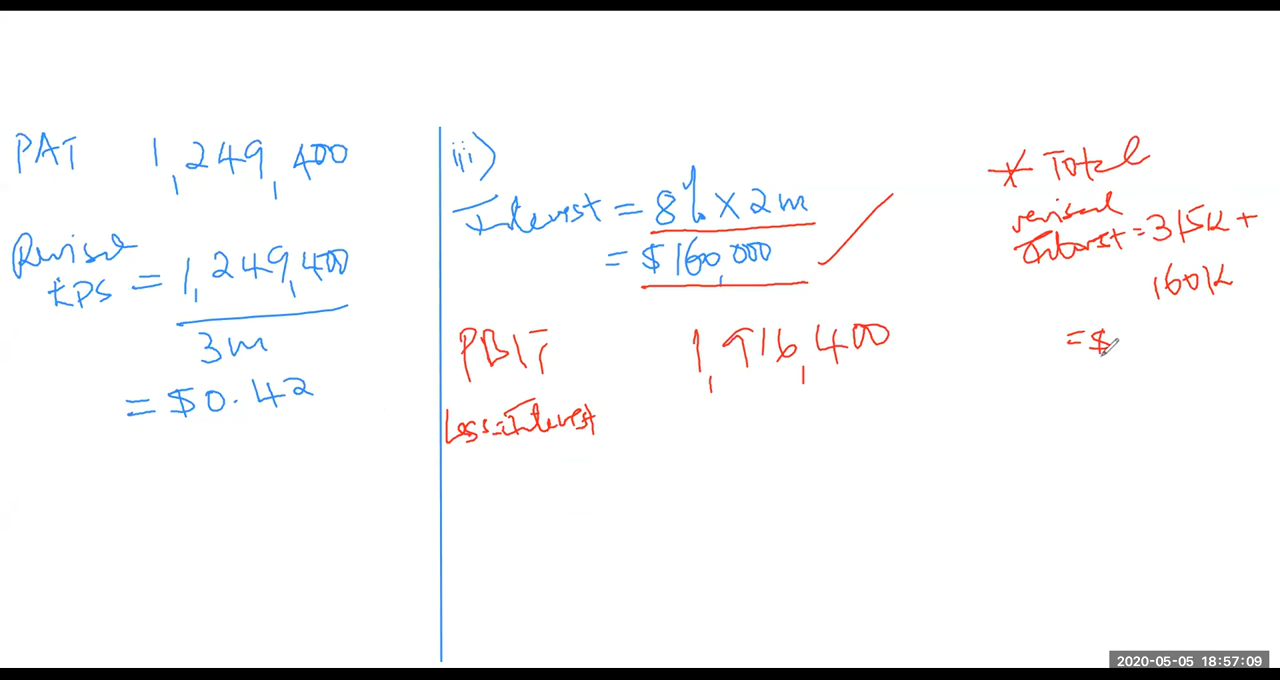 PAT 1,249,400
Revised
EPS = 1,249,400
3m
= $0.42
iii)
Interest = 8% x 2m
= $160,000
PBIT 1,916,400
Less=Interest
* Total
revised
Interest = 315K +
160K
= $
2020-05-05 18:57:09